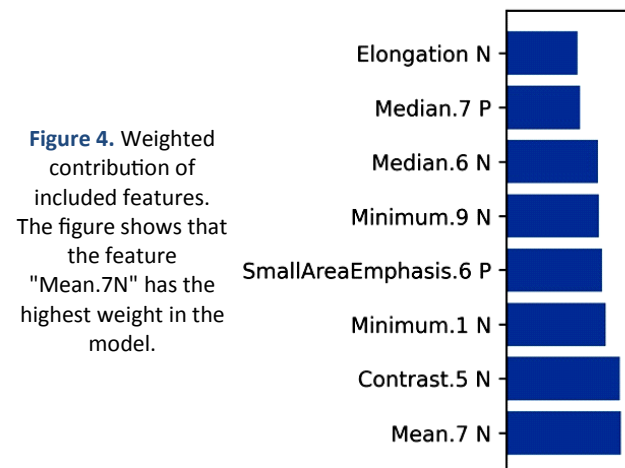 Figure 4. Weighted
contribution of
included features.
The figure shows that
the feature
"Mean.7N" has the
highest weight in the
model.
Elongation N
Median.7 P
Median.6 N
Minimum.9 N
SmallAreaEmphasis.6 P
Minimum.1 N
Contrast.5 N
Mean.7 N